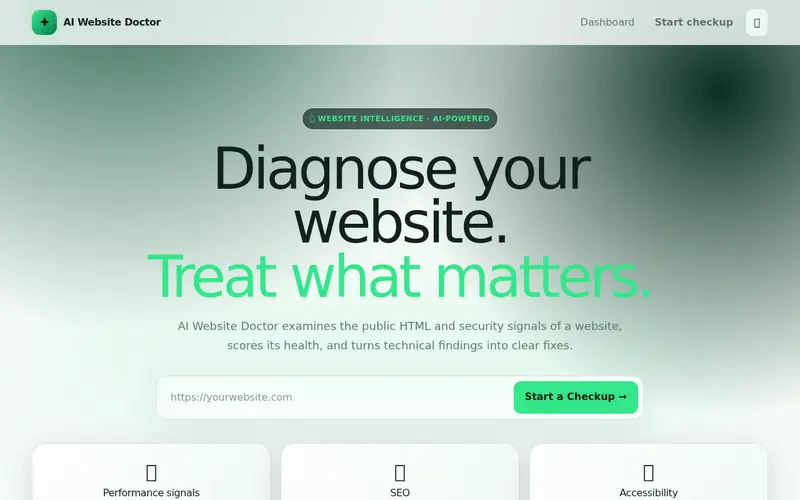 AI Website Doctor
Dashboard
Start checkup
WEBSITE INTELLIGENCE · AI-POWERED
Diagnose your
website.
Treat what matters.
AI Website Doctor examines the public HTML and security signals of a website,
scores its health, and turns technical findings into clear fixes.
https://yourwebsite.com
Start a Checkup →
Performance signals
SEO
Accessibility